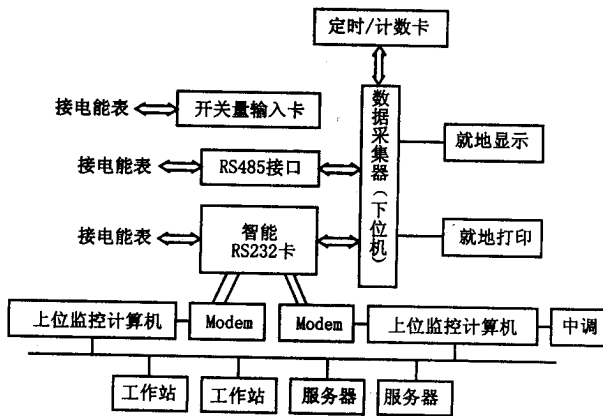 定时/计数卡
接电能表
开关量输入卡
数据采集器(下位机)
就地显示
接电能表
RS485接口
接电能表
智能
RS232卡
就地打印
上位监控计算机
Modem
Modem
上位监控计算机
中调
工作站
工作站
服务器
服务器